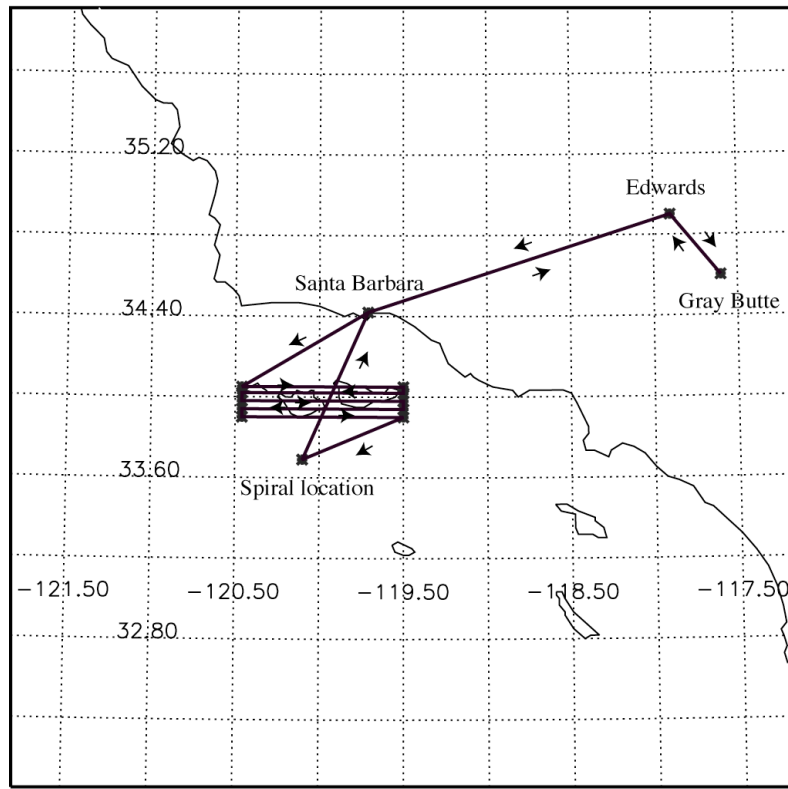 35.20
Edwards
Santa Barbara
Gray Butte
34.40
33.60
Spiral location
-121.50
-120.50
-119.50
-118.50
-117.50
32.80